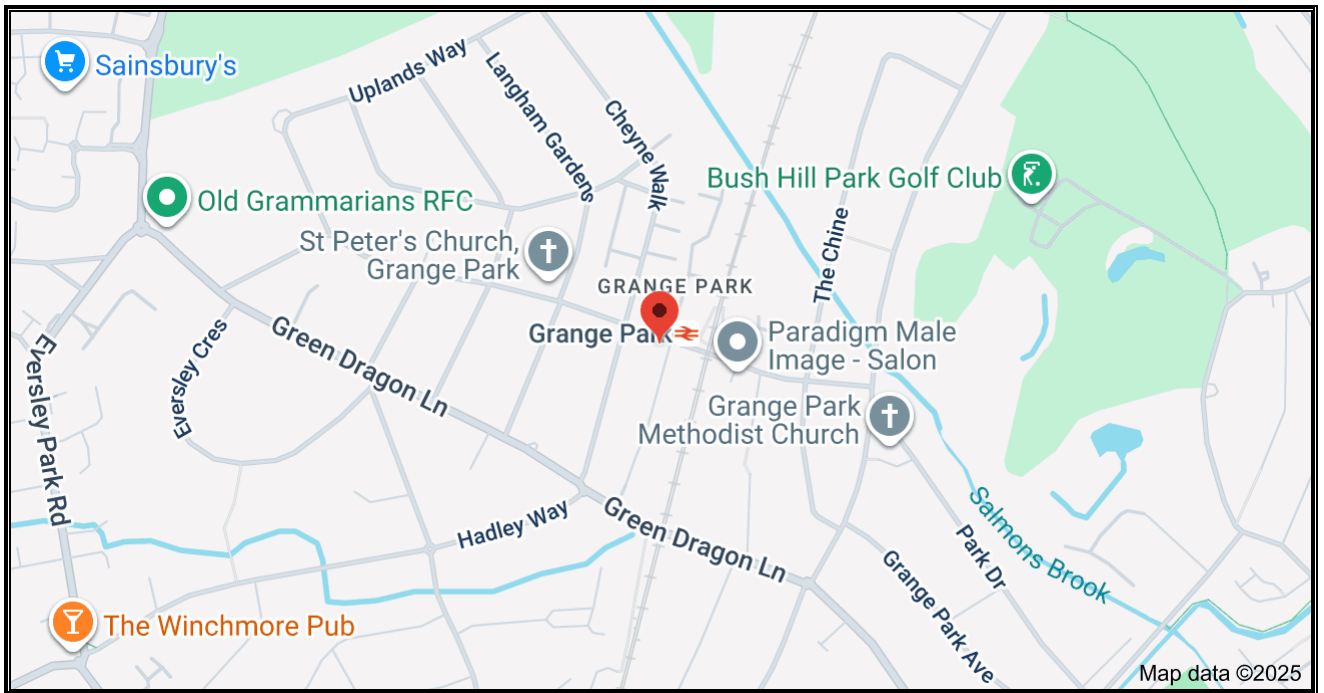 Sainsbury's
Uplands Way
Langham Gardens
Cheyne Walk
Bush Hill Park Golf Club
Old Grammarians RFC
St Peter's Church,
Grange Park
The Chine
GRANGE PARK
Grange Park
Paradigm Male
Image - Salon
Green Dragon Ln
Eversley Cres
Eversley Park Rd
Grange Park
Methodist Church
Hadley Way
Green Dragon Ln
Salmons Brook
Park Dr
Grange Park Ave
The Winchmore Pub
Map data ©2025